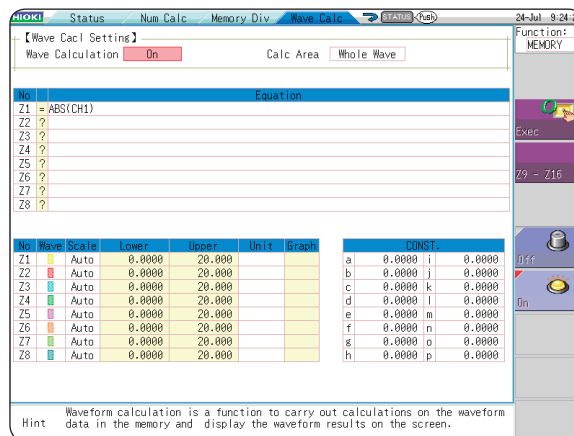 HIOKI Status Num Calc Memory Div Wave Calc STATUS Push 24-Jul 9:24:
Function:
MEMORY
【Wave Cacl Setting】
Wave Calculation On Calc Area Whole Wave
No Equation
Z1 = ABS(CH1)
Z2 ?
Z3 ?
Z4 ?
Z5 ?
Z6 ?
Z7 ?
Z8 ?
Exec
Z9 - Z16
Off
On
No Wave Scale Lower Upper Unit Graph CONST.
Z1 Auto 0.0000 20.000 a 0.0000 i 0.0000
Z2 Auto 0.0000 20.000 b 0.0000 j 0.0000
Z3 Auto 0.0000 20.000 c 0.0000 k 0.0000
Z4 Auto 0.0000 20.000 d 0.0000 l 0.0000
Z5 Auto 0.0000 20.000 e 0.0000 m 0.0000
Z6 Auto 0.0000 20.000 f 0.0000 n 0.0000
Z7 Auto 0.0000 20.000 g 0.0000 o 0.0000
Z8 Auto 0.0000 20.000 h 0.0000 p 0.0000
Hint Waveform calculation is a function to carry out calculations on the waveform
data in the memory and display the waveform results on the screen.